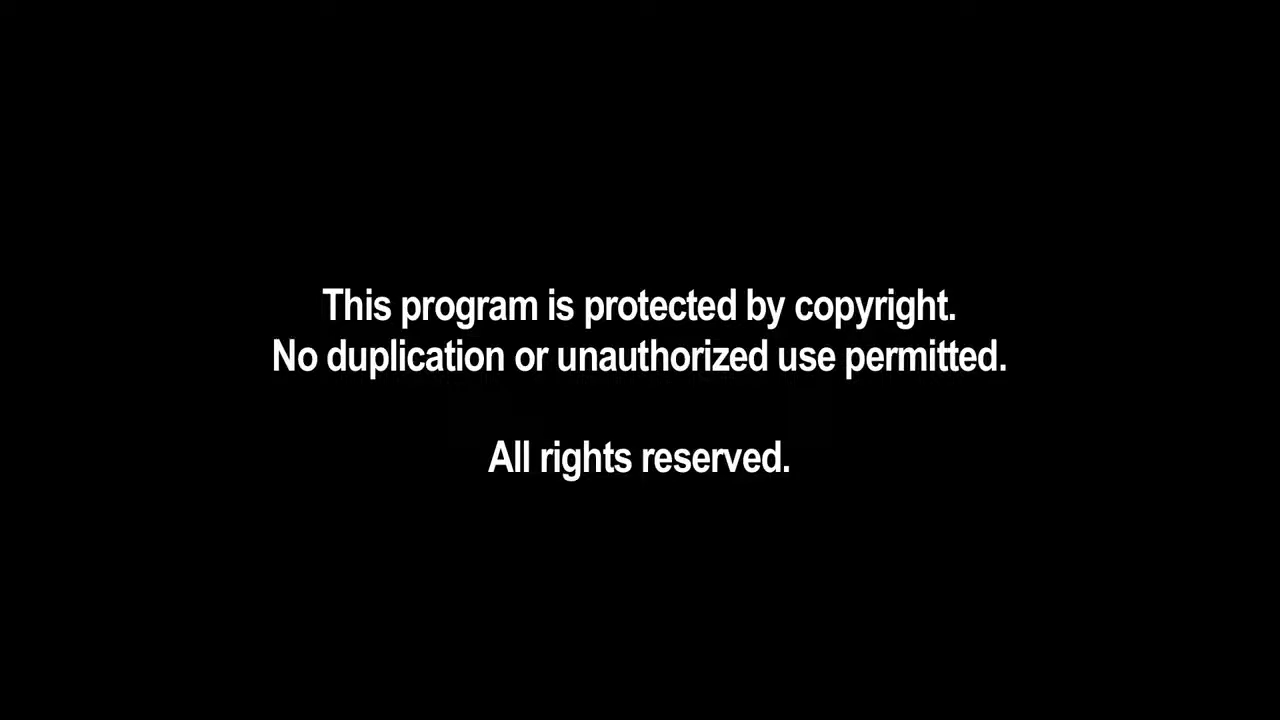 This program is protected by copyright.
No duplication or unauthorized use permitted.
All rights reserved.